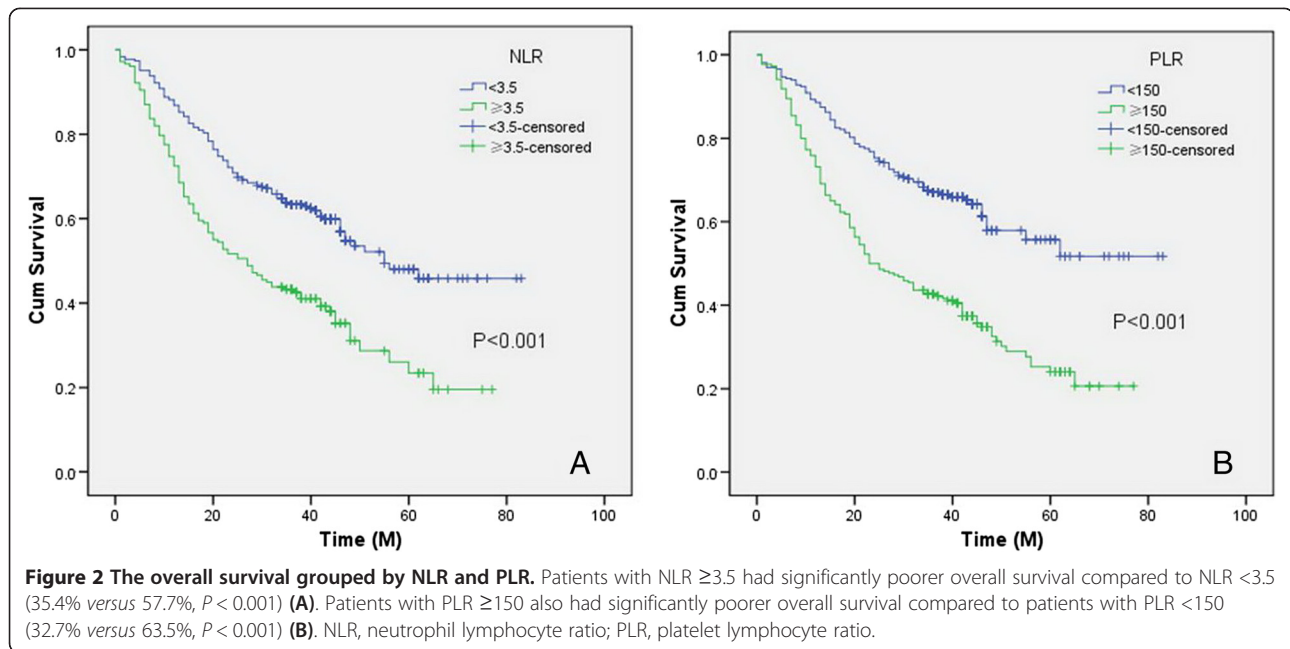 NLR
<3.5
≥3.5
<3.5-censored
≥3.5-censored
1.0
0.8
0.6
0.4
0.2
0.0
Cum Survival
P<0.001
A
0
20
40
60
80
100
Time (M)
PLR
<150
≥150
<150-censored
≥150-censored
1.0
0.8
0.6
0.4
0.2
0.0
Cum Survival
P<0.001
B
0
20
40
60
80
100
Time (M)
Figure 2 The overall survival grouped by NLR and PLR. Patients with NLR ≥3.5 had significantly poorer overall survival compared to NLR <3.5
(35.4% versus 57.7%, P < 0.001) (A). Patients with PLR ≥150 also had significantly poorer overall survival compared to patients with PLR <150
(32.7% versus 63.5%, P < 0.001) (B). NLR, neutrophil lymphocyte ratio; PLR, platelet lymphocyte ratio.